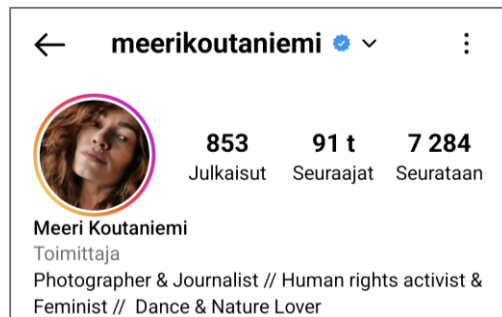 meerikoutaniemi
853 91 t 7 284
Julkaisut Seuraajat Seurataan
Meeri Koutaniemi
Toimittaja
Photographer & Journalist // Human rights activist &
Feminist // Dance & Nature Lover